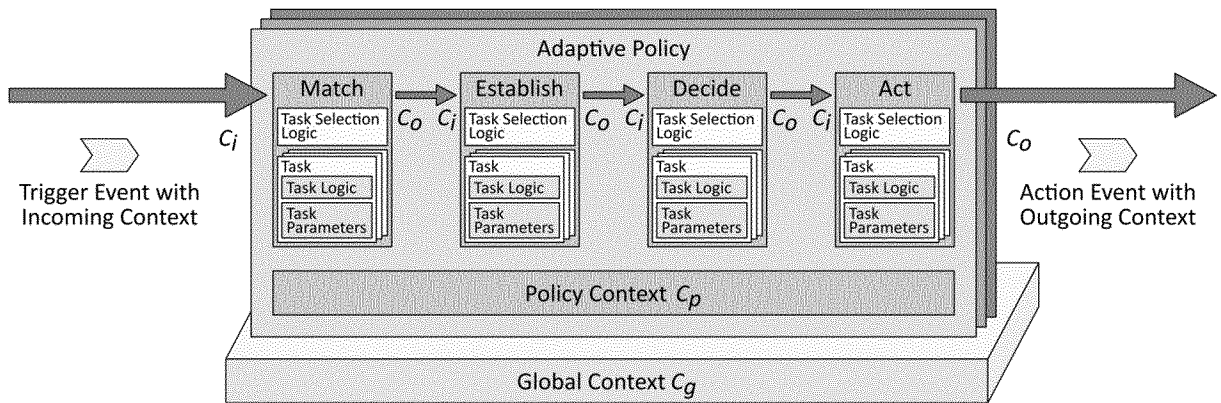 Adaptive Policy
Match
Establish
Decide
Act
C_i
C_o
C_i
C_o
C_i
C_o
C_i
C_o
Task Selection
Logic
Task
Task Logic
Task
Parameters
Task Selection
Logic
Task
Task Logic
Task
Parameters
Task Selection
Logic
Task
Task Logic
Task
Parameters
Task Selection
Logic
Task
Task Logic
Task
Parameters
Trigger Event with
Incoming Context
Action Event with
Outgoing Context
Policy Context C_p
Global Context C_g